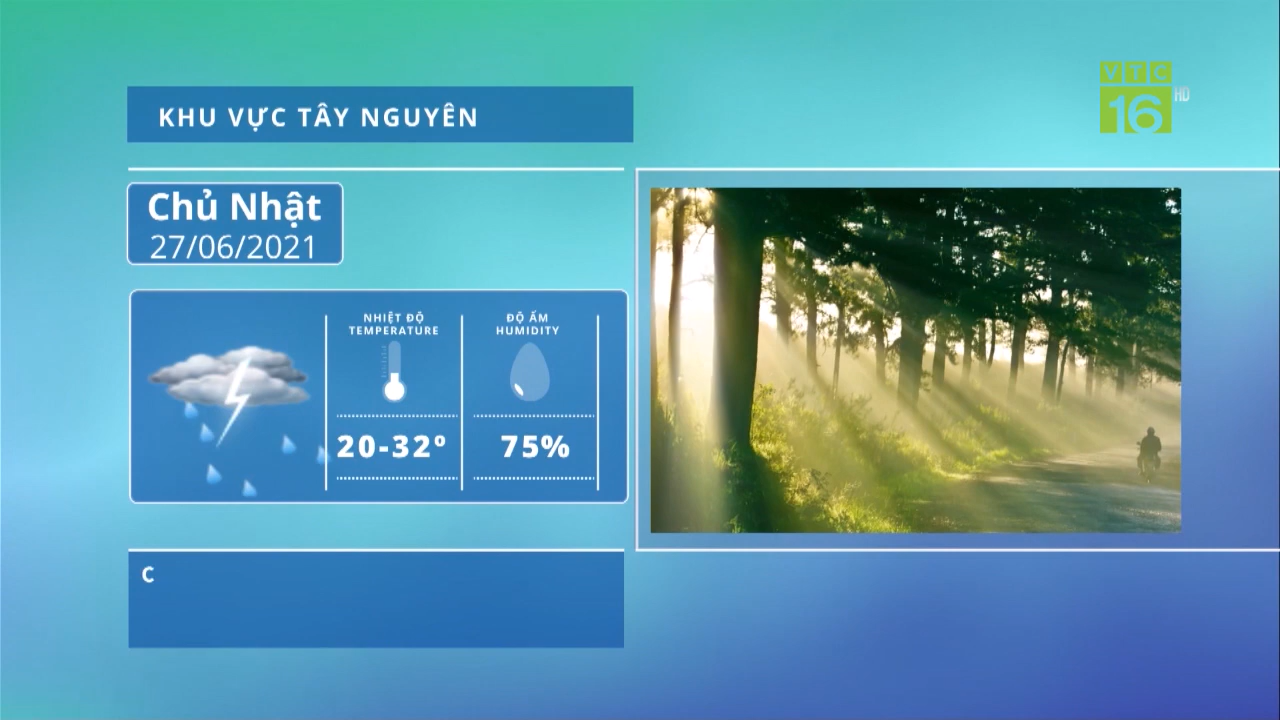 VTC
16 HD
KHU VỰC TÂY NGUYÊN
Chủ Nhật
27/06/2021
NHIỆT ĐỘ
TEMPERATURE
20-32º
ĐỘ ẨM
HUMIDITY
75%
C